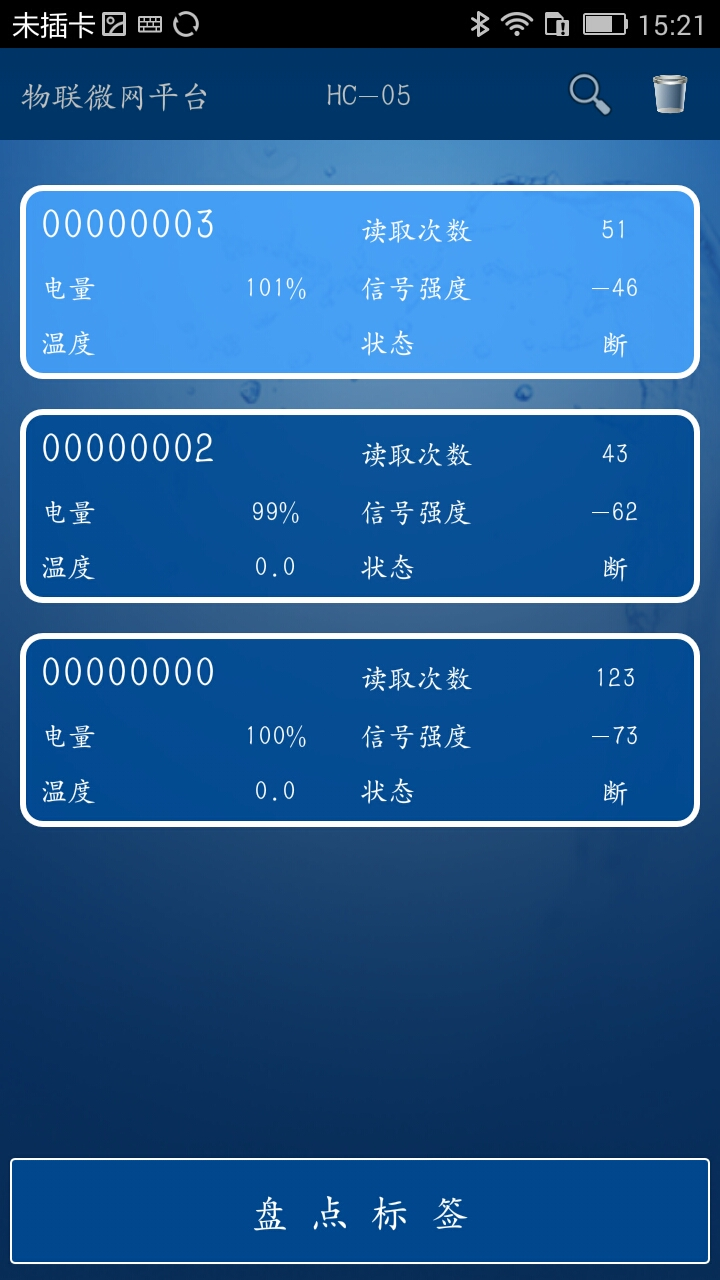 未插卡 15:21
物联微网平台 HC-05
00000003 读取次数 51
电量 101% 信号强度 -46
温度 状态 断
00000002 读取次数 43
电量 99% 信号强度 -62
温度 0.0 状态 断
00000000 读取次数 123
电量 100% 信号强度 -73
温度 0.0 状态 断
盘点标签